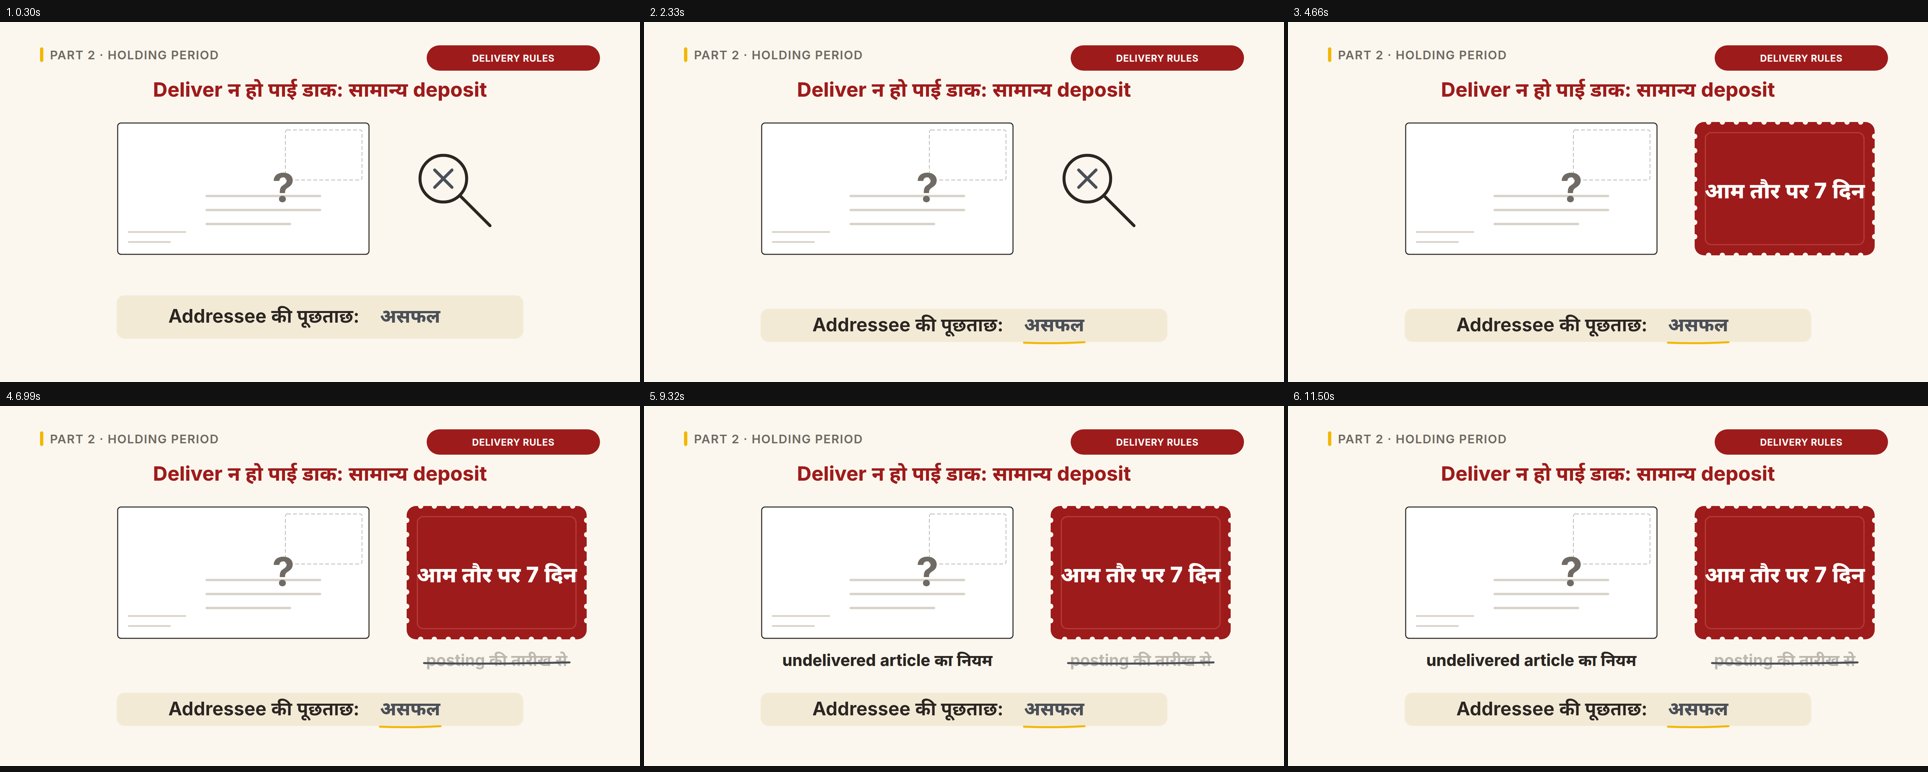 1. 0.30s
PART 2 · HOLDING PERIOD
DELIVERY RULES
Deliver न हो पाई डाक: सामान्य deposit
?
Addressee की पूछताछ: असफल
2. 2.33s
PART 2 · HOLDING PERIOD
DELIVERY RULES
Deliver न हो पाई डाक: सामान्य deposit
?
Addressee की पूछताछ: असफल
3. 4.66s
PART 2 · HOLDING PERIOD
DELIVERY RULES
Deliver न हो पाई डाक: सामान्य deposit
?
आम तौर पर 7 दिन
Addressee की पूछताछ: असफल
4. 6.99s
PART 2 · HOLDING PERIOD
DELIVERY RULES
Deliver न हो पाई डाक: सामान्य deposit
?
आम तौर पर 7 दिन
posting की तारीख से
Addressee की पूछताछ: असफल
5. 9.32s
PART 2 · HOLDING PERIOD
DELIVERY RULES
Deliver न हो पाई डाक: सामान्य deposit
?
आम तौर पर 7 दिन
undelivered article का नियम
posting की तारीख से
Addressee की पूछताछ: असफल
6. 11.50s
PART 2 · HOLDING PERIOD
DELIVERY RULES
Deliver न हो पाई डाक: सामान्य deposit
?
आम तौर पर 7 दिन
undelivered article का नियम
posting की तारीख से
Addressee की पूछताछ: असफल